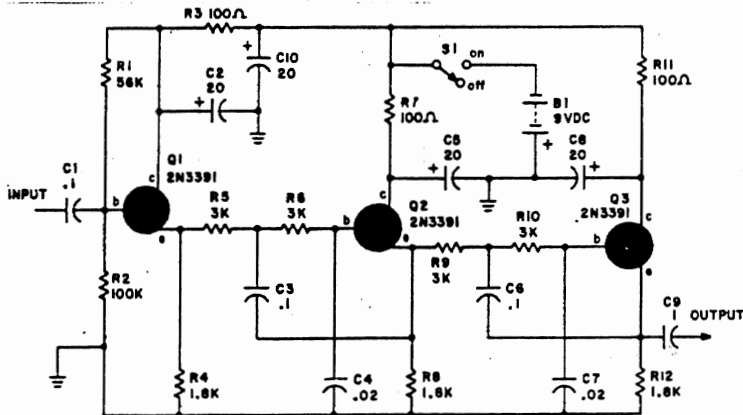 R3 100Ω
R1
56K
C10
20
C2
20
S1
on
off
R11
100Ω
R7
100Ω
B1
9VDC
C5
20
C8
20
C1
.1
INPUT
Q1
2N3391
b
c
e
R5
3K
R6
3K
Q2
2N3391
b
c
e
R10
3K
Q3
2N3391
b
c
e
R9
3K
R2
100K
C3
.1
C6
.1
C9
1
OUTPUT
R4
1.8K
C4
.02
R8
1.8K
C7
.02
R12
1.8K